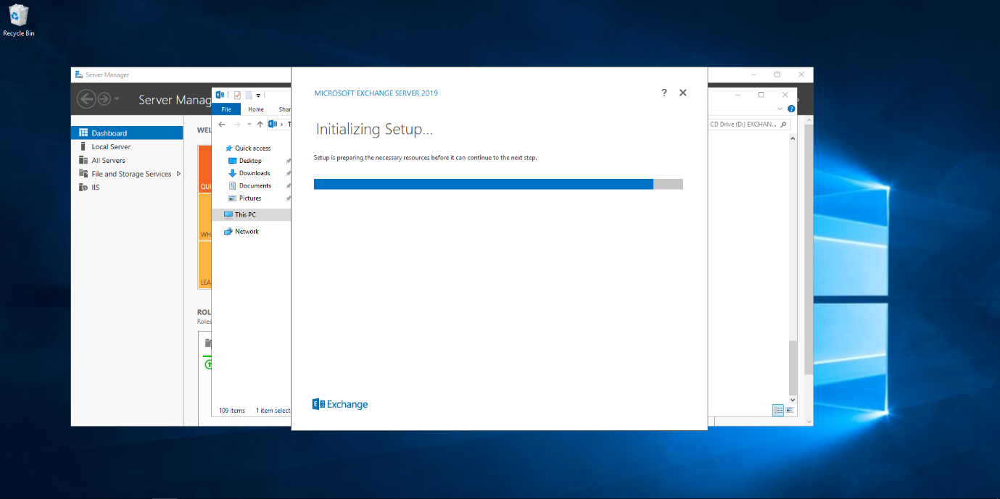 Recycle Bin
Server Manager
Server Manag
Dashboard
Local Server
All Servers
File and Storage Services
IIS
WEL
QUI
WH
LEA
ROL
Roles
File
Home
Shar
CD Drive (D:) EXCHAN...
Quick access
Desktop
Downloads
Documents
Pictures
This PC
Network
109 items
1 item select
MICROSOFT EXCHANGE SERVER 2019
?
Initializing Setup...
Setup is preparing the necessary resources before it can continue to the next step.
E Exchange